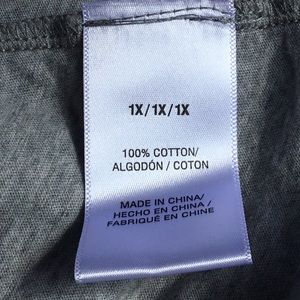 1X/1X/1X
100% COTTON/
ALGODÓN / COTON
MADE IN CHINA/
HECHO EN CHINA /
FABRIQUÉ EN CHINE